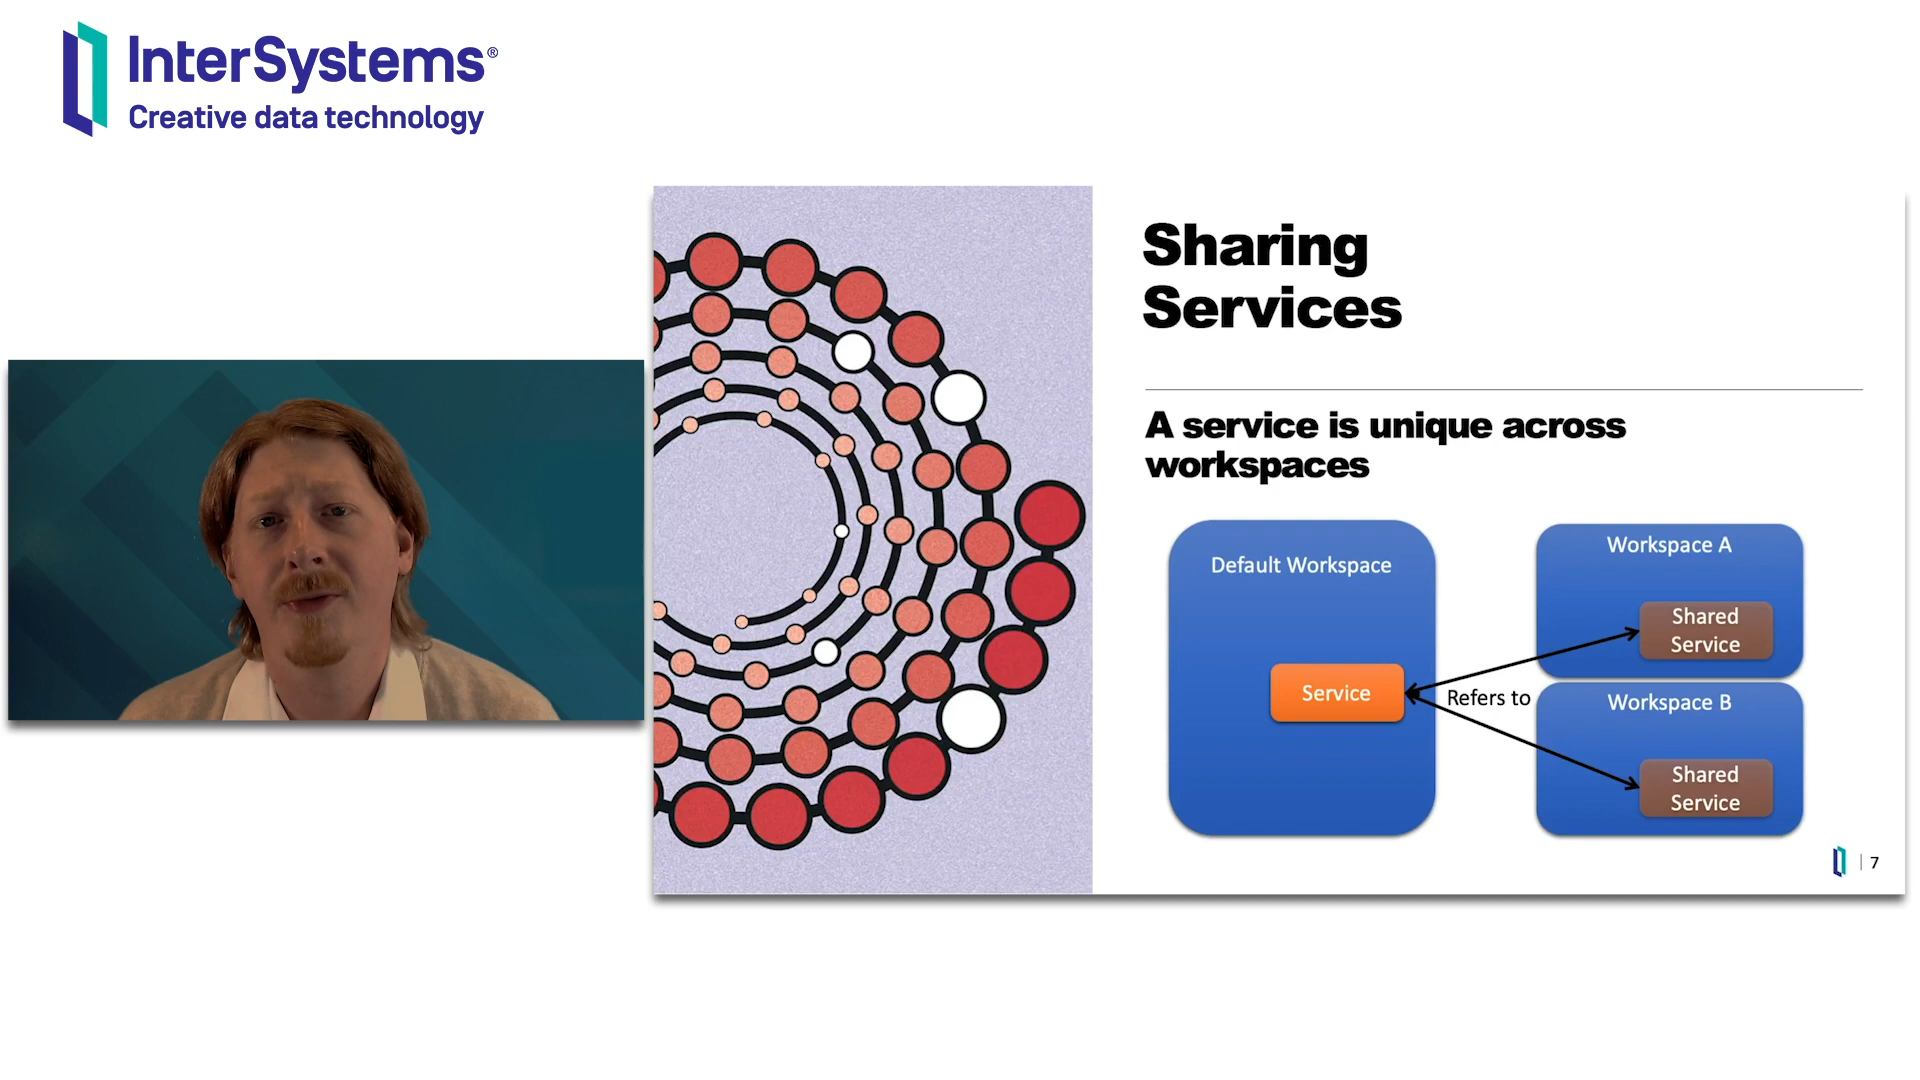 InterSystems®
Creative data technology
Sharing
Services
A service is unique across
workspaces
Default Workspace
Service
Refers to
Workspace A
Shared
Service
Workspace B
Shared
Service
7